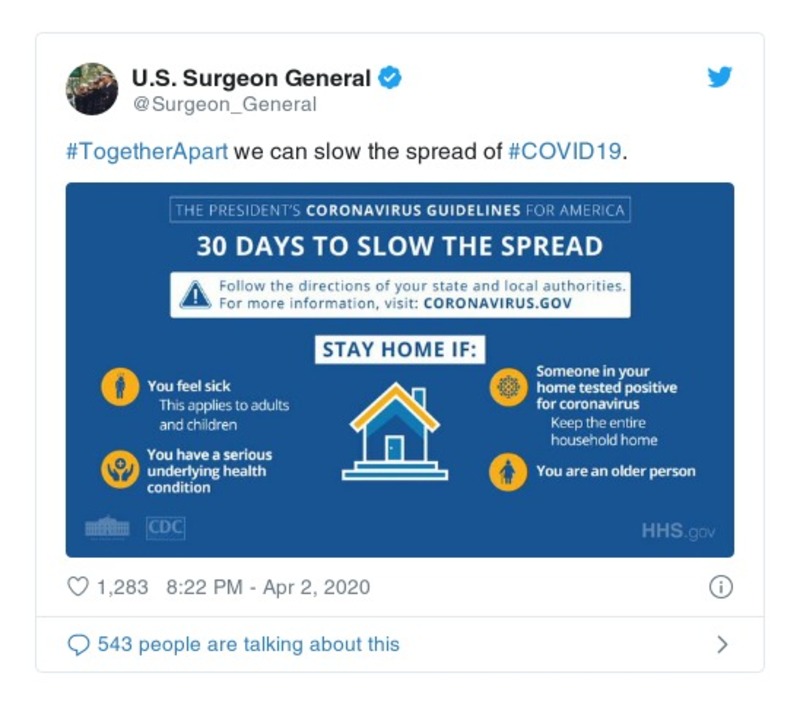 U.S. Surgeon General
@Surgeon_General
#TogetherApart we can slow the spread of #COVID19.
THE PRESIDENT'S CORONAVIRUS GUIDELINES FOR AMERICA
30 DAYS TO SLOW THE SPREAD
Follow the directions of your state and local authorities.
For more information, visit: CORONAVIRUS.GOV
STAY HOME IF:
You feel sick
This applies to adults
and children
You have a serious
underlying health
condition
Someone in your
home tested positive
for coronavirus
Keep the entire
household home
You are an older person
CDC
HHS.gov
1,283 8:22 PM - Apr 2, 2020
543 people are talking about this